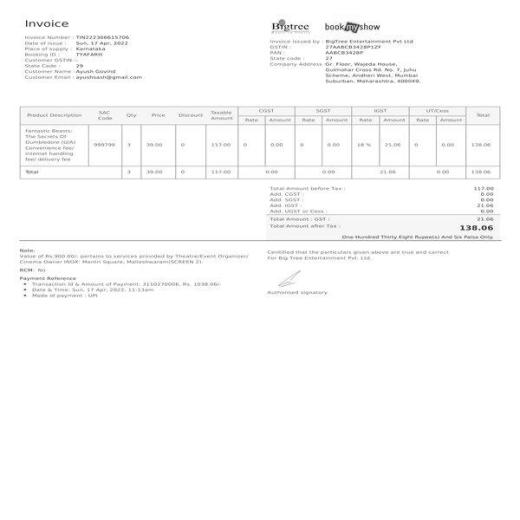 Invoice
Bigtree bookmyshow
Invoice Number : TIN222306615706
Date of Issue : Sun, 17 Apr, 2022
Place of supply : Karnataka
Booking ID : TYAFARII
Customer GSTIN: -
State Code : 29
Customer Name : Ayush Govind
Customer Email : ayushsash@gmail.com
Invoice issued by : BigTree Entertainment Pvt Ltd
GSTIN : 27AABCB3428P1ZF
PAN : AABCB3428P
State code : 27
Company Address : Gr. Floor, Wajeda House,
Gulmohar Cross Rd. No. 7, Juhu
Scheme, Andheri West, Mumbai
Suburban, Maharashtra, 400049.
Product Description SAC Code Qty Price Discount Taxable Amount CGST SGST IGST UT/Cess Total
Rate Amount Rate Amount Rate Amount Rate Amount
Fantastic Beasts:
The Secrets Of
Dumbledore (U/A)
Convenience fee/
internet handling
fee/ delivery fee
999799 3 39.00 0 117.00 0 0.00 0 0.00 18 % 21.06 0 0.00 138.06
Total 3 39.00 0 117.00 0.00 0.00 21.06 0.00 138.06
Total Amount before Tax : 117.00
Add. CGST : 0.00
Add. SGST : 0.00
Add. IGST : 21.06
Add. UGST or Cess : 0.00
Total Amount : GST : 21.06
Total Amount after Tax : 138.06
One Hundred Thirty Eight Rupee(s) And Six Paise Only
Note:
Value of Rs.900.00/- pertains to services provided by Theatre/Event Organizer/
Cinema Owner INOX: Mantri Square, Malleshwaram(SCREEN 2).
RCM: No
Payment Reference
Transaction Id & Amount of Payment: Rs. 1038.06/-
Date & Time: Sun, 17 Apr, 2022, 11:13am
Mode of payment : UPI
Certified that the particulars given above are true and correct
For Big Tree Entertainment Pvt. Ltd.
Authorised signatory